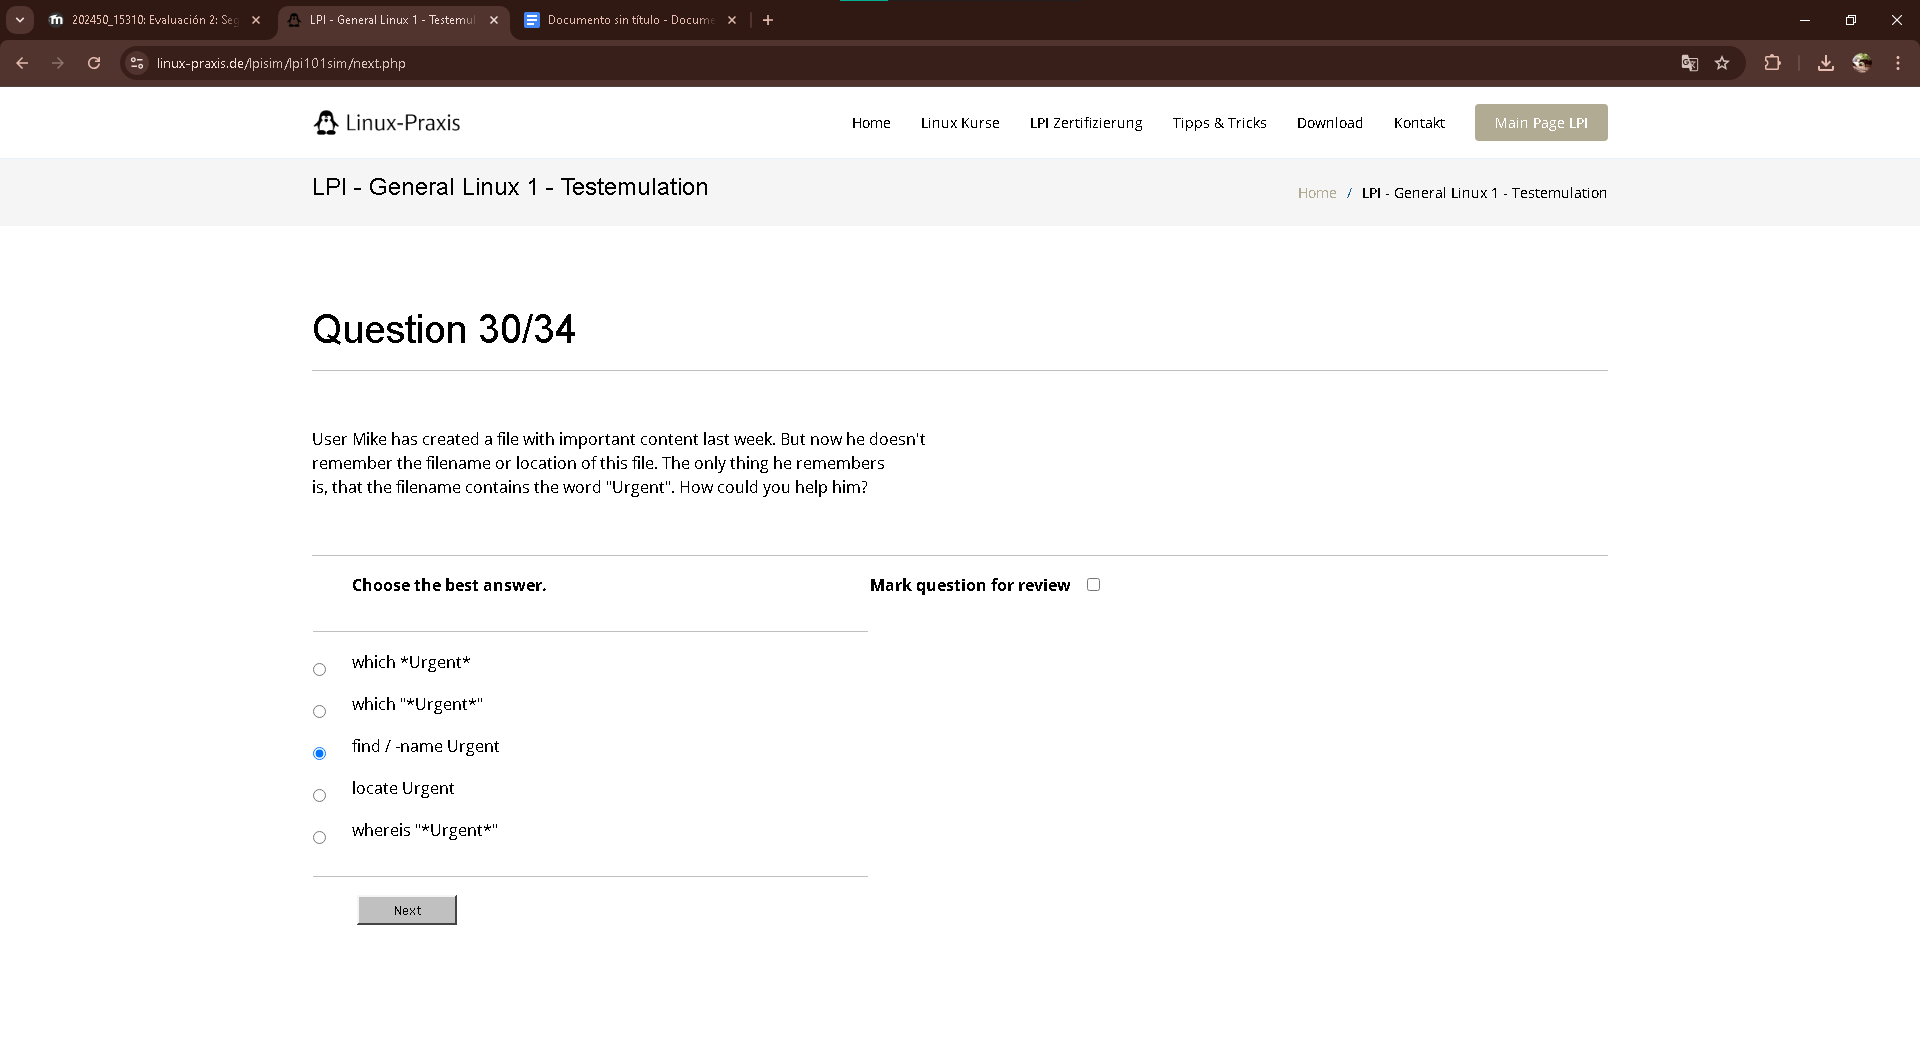 202450_15310: Evaluación 2: Seg
LPI - General Linux 1 - Testemul
Documento sin título - Docume
linux-praxis.de/lpisim/lpi101sim/next.php
Linux-Praxis
Home
Linux Kurse
LPI Zertifizierung
Tipps & Tricks
Download
Kontakt
Main Page LPI
LPI - General Linux 1 - Testemulation
Home / LPI - General Linux 1 - Testemulation
Question 30/34
User Mike has created a file with important content last week. But now he doesn't
remember the filename or location of this file. The only thing he remembers
is, that the filename contains the word "Urgent". How could you help him?
Choose the best answer.
Mark question for review
which *Urgent*
which "*Urgent*"
find / -name Urgent
locate Urgent
whereis "*Urgent*"
Next